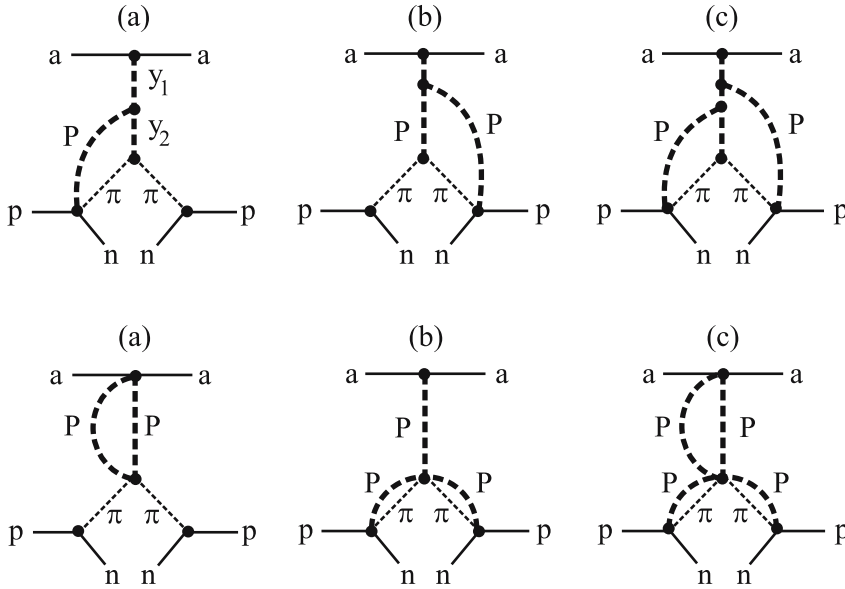 (a) (b) (c)
a a a a a a
y1
P y2 P P P P
π π π π π π
p p p p p p
n n n n n n
(a) (b) (c)
a a a a a a
P P P P P
P P P P
π π π π π π
p p p p p p
n n n n n n